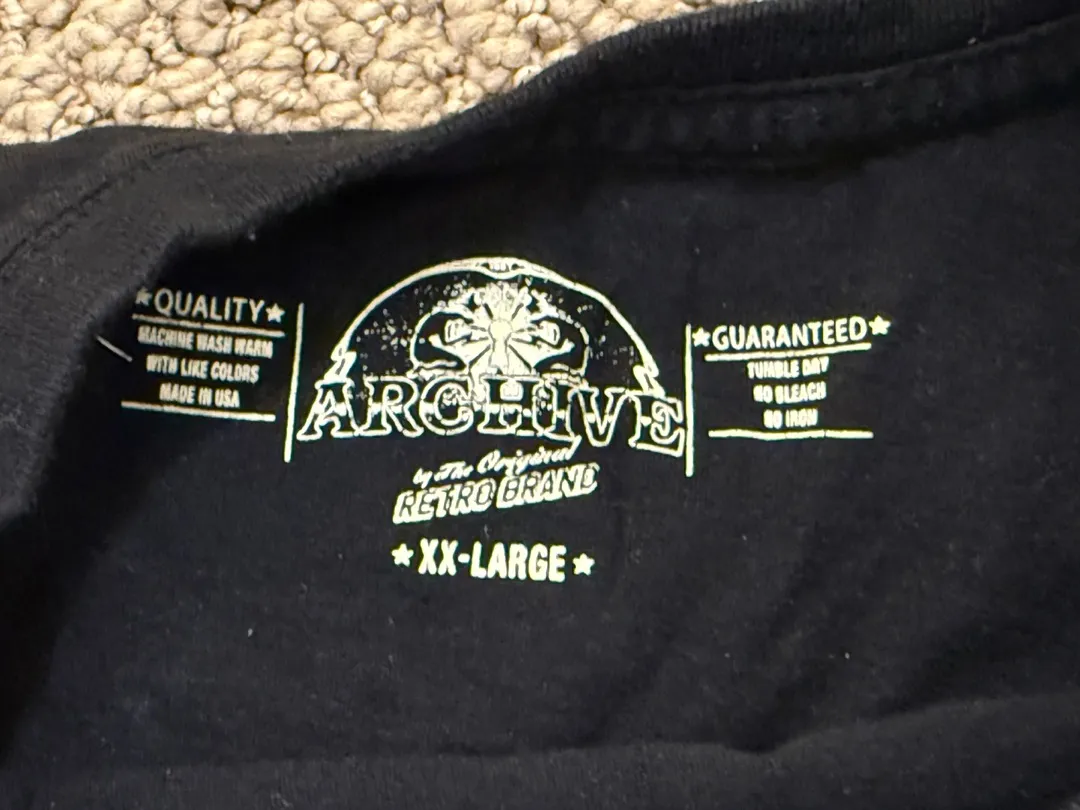 ★QUALITY★
MACHINE WASH WARM
WITH LIKE COLORS
MADE IN USA
ARCHIVE
by The Original
RETRO BRAND
★XX-LARGE★
★GUARANTEED★
TUMBLE DRY
NO BLEACH
NO IRON